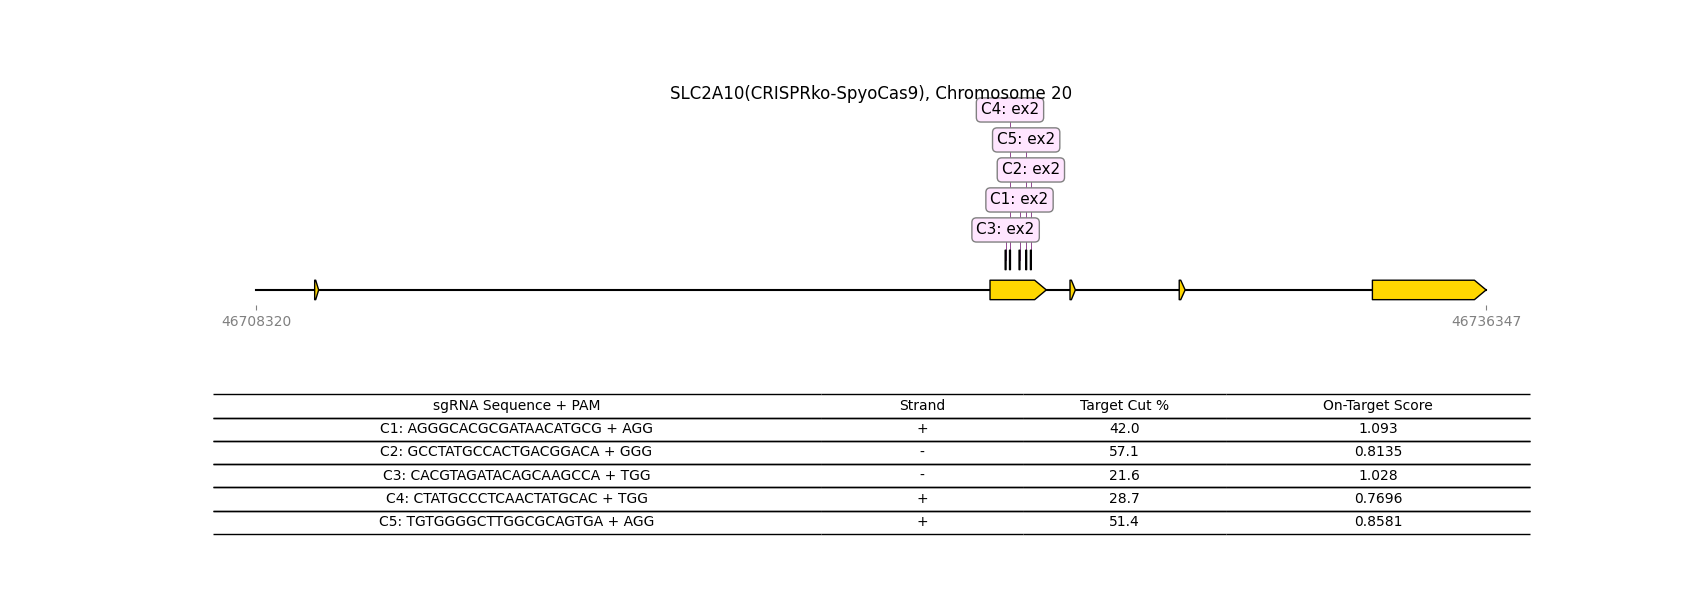 SLC2A10(CRISPRko-SpyoCas9), Chromosome 20
C4: ex2
C5: ex2
C2: ex2
C1: ex2
C3: ex2
46708320 46736347
sgRNA Sequence + PAM Strand Target Cut % On-Target Score
C1: AGGGCACGCGATAACATGCG + AGG + 42.0 1.093
C2: GCCTATGCCACTGACGGACA + GGG - 57.1 0.8135
C3: CACGTAGATACAGCAAGCCA + TGG - 21.6 1.028
C4: CTATGCCCTCAACTATGCAC + TGG + 28.7 0.7696
C5: TGTGGGGCTTGGCGCAGTGA + AGG + 51.4 0.8581